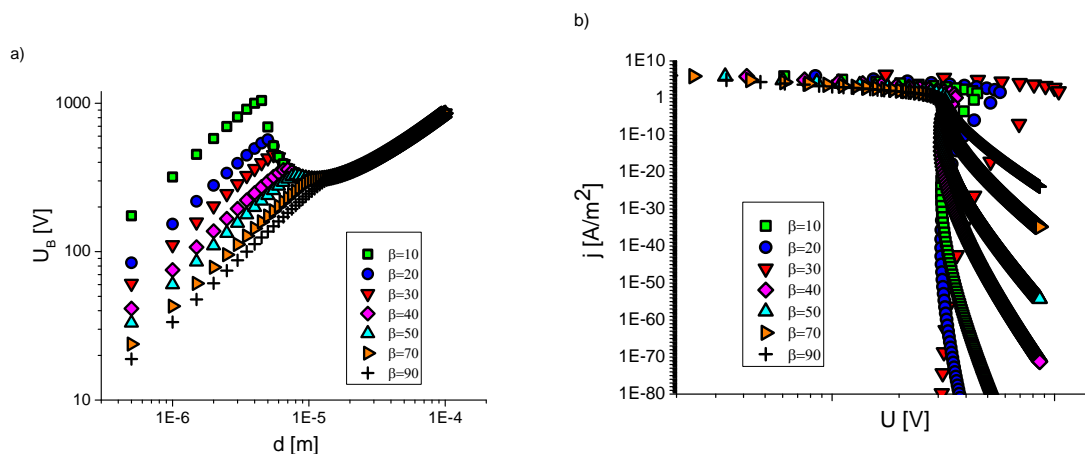 a)
U_B [V]
1000
100
10
1E-6
1E-5
1E-4
d [m]
β=10
β=20
β=30
β=40
β=50
β=70
β=90
b)
j [A/m²]
1E10
1
1E-10
1E-20
1E-30
1E-40
1E-50
1E-60
1E-70
1E-80
U [V]
β=10
β=20
β=30
β=40
β=50
β=70
β=90